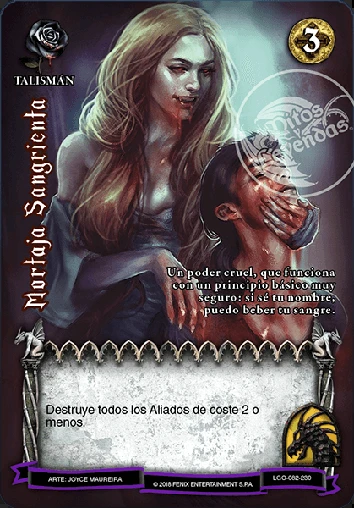 3
TALISMAN
Mitos
Leyendas
Mortaja Sangrienta
Un poder cruel, que funciona
con un principio básico muy
seguro: si sé tu nombre,
puedo beber tu sangre.
Destruye todos los Aliados de coste 2 o
menos.
ARTE: JOYCE MAUREIRA
© 2018 FENIX ENTERTAINMENT S.P.A